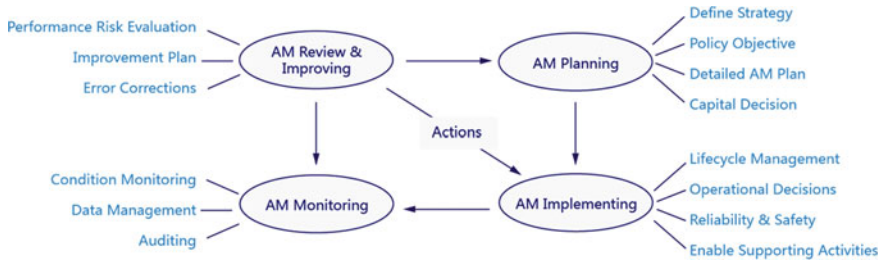 Performance Risk Evaluation
Improvement Plan
Error Corrections
AM Review &
Improving
AM Planning
Define Strategy
Policy Objective
Detailed AM Plan
Capital Decision
Actions
Condition Monitoring
Data Management
Auditing
AM Monitoring
AM Implementing
Lifecycle Management
Operational Decisions
Reliability & Safety
Enable Supporting Activities